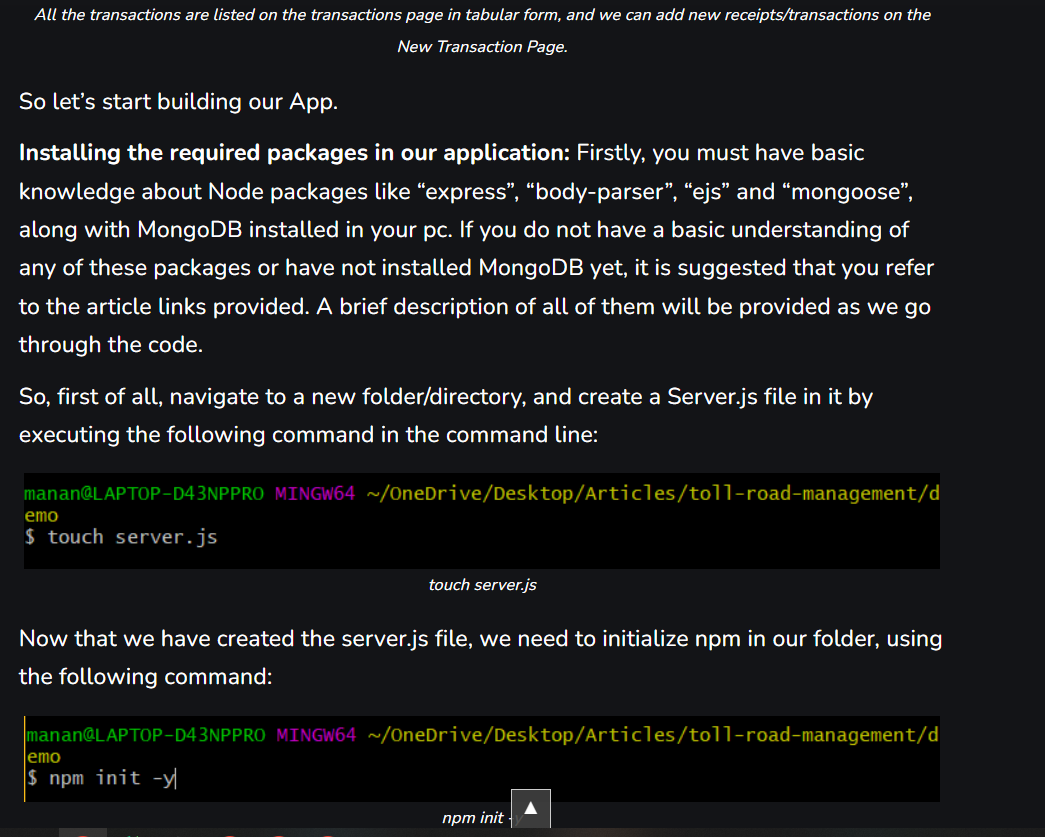 All the transactions are listed on the transactions page in tabular form, and we can add new receipts/transactions on the
New Transaction Page.
So let’s start building our App.
Installing the required packages in our application: Firstly, you must have basic
knowledge about Node packages like “express”, “body-parser”, “ejs” and “mongoose”,
along with MongoDB installed in your pc. If you do not have a basic understanding of
any of these packages or have not installed MongoDB yet, it is suggested that you refer
to the article links provided. A brief description of all of them will be provided as we go
through the code.
So, first of all, navigate to a new folder/directory, and create a Server.js file in it by
executing the following command in the command line:
manan@LAPTOP-D43NPPRO MINGW64 ~/OneDrive/Desktop/Articles/toll-road-management/d
emo
$ touch server.js
touch server.js
Now that we have created the server.js file, we need to initialize npm in our folder, using
the following command:
manan@LAPTOP-D43NPPRO MINGW64 ~/OneDrive/Desktop/Articles/toll-road-management/d
emo
$ npm init -y
npm init -y